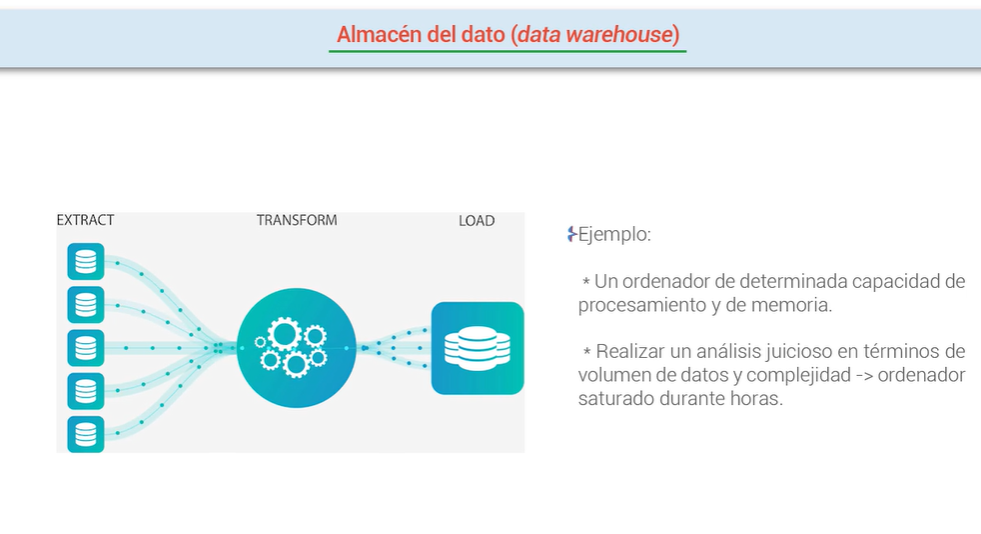 Almacén del dato (data warehouse)
EXTRACT
TRANSFORM
LOAD
Ejemplo:
* Un ordenador de determinada capacidad de
procesamiento y de memoria.
* Realizar un análisis juicioso en términos de
volumen de datos y complejidad -> ordenador
saturado durante horas.